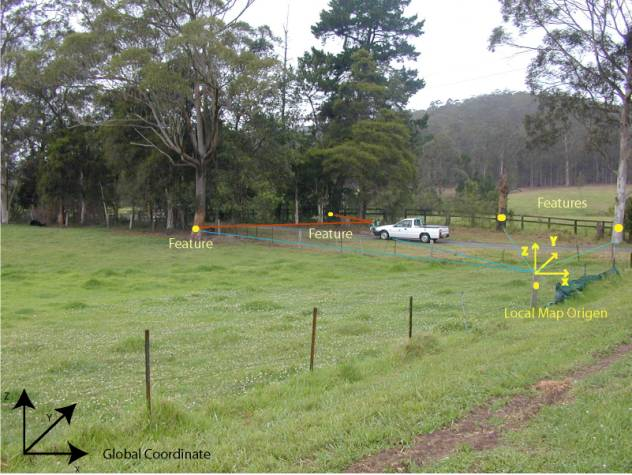 Features
Feature
Feature
Z
Y
X
Local Map Origen
Z
Y
X
Global Coordinate